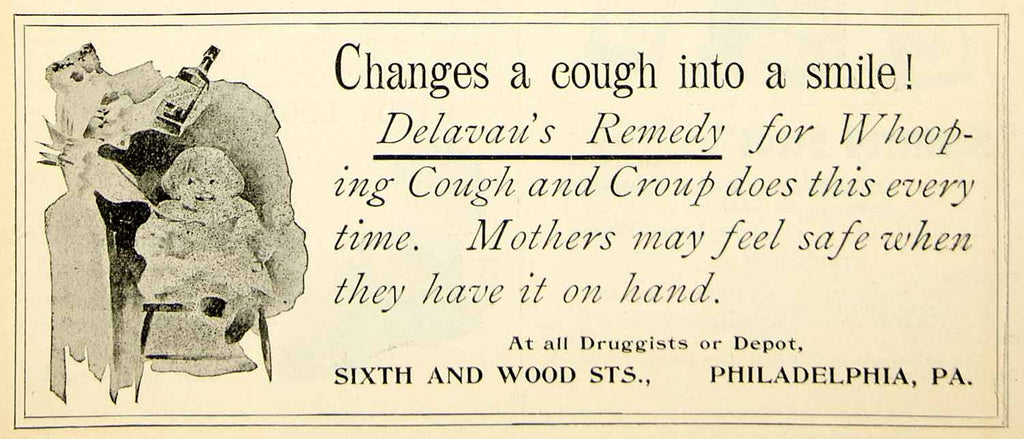 Changes a cough into a smile!
Delavau's Remedy for Whoop-
ing Cough and Croup does this every
time. Mothers may feel safe when
they have it on hand.
At all Druggists or Depot,
SIXTH AND WOOD STS., PHILADELPHIA, PA.